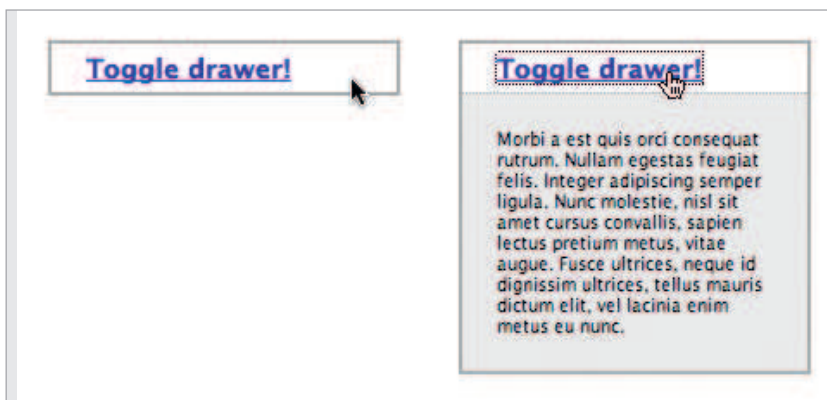 Toggle drawer!
Toggle drawer!
Morbi a est quis orci consequat
rutrum. Nullam egestas feugiat
felis. Integer adipiscing semper
ligula. Nunc molestie, nisl sit
amet cursus convallis, sapien
lectus pretium metus, vitae
augue. Fusce ultrices, neque id
dignissim ultrices, tellus mauris
dictum elit, vel lacinia enim
metus eu nunc.